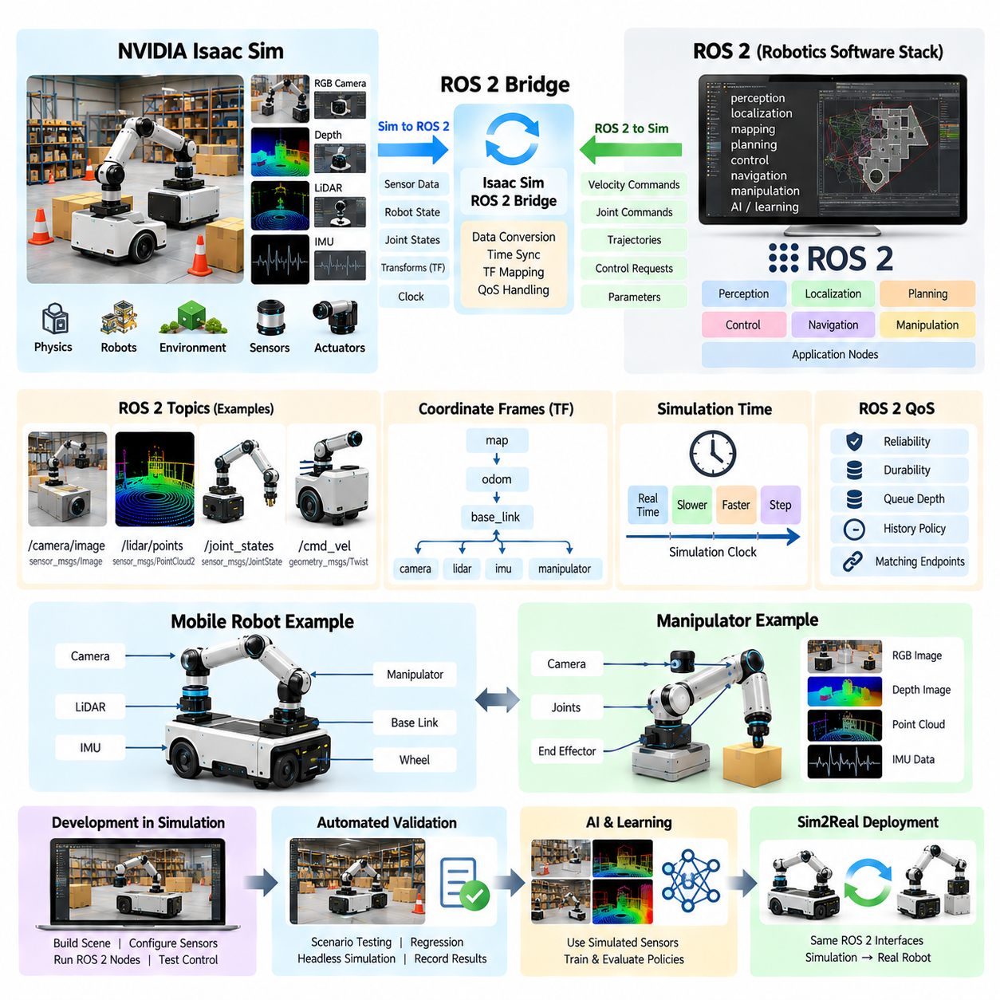 NVIDIA Isaac Sim
RGB Camera
Depth
LiDAR
IMU
Physics
Robots
Environment
Sensors
Actuators
ROS 2 Bridge
Sim to ROS 2
Sensor Data
Robot State
Joint States
Transforms (TF)
Clock
Isaac Sim
ROS 2 Bridge
Data Conversion
Time Sync
TF Mapping
QoS Handling
ROS 2 to Sim
Velocity Commands
Joint Commands
Trajectories
Control Requests
Parameters
ROS 2 (Robotics Software Stack)
perception
localization
mapping
planning
control
navigation
manipulation
AI / learning
ROS 2
Perception
Localization
Planning
Control
Navigation
Manipulation
Application Nodes
ROS 2 Topics (Examples)
/camera/image
sensor_msgs/Image
/lidar/points
sensor_msgs/PointCloud2
/joint_states
sensor_msgs/JointState
/cmd_vel
geometry_msgs/Twist
Coordinate Frames (TF)
map
odom
base_link
camera
lidar
imu
manipulator
Simulation Time
Real
Time
Slower
Faster
Step
Simulation Clock
ROS 2 QoS
Reliability
Durability
Queue Depth
History Policy
Matching Endpoints
Mobile Robot Example
Camera
LiDAR
IMU
Manipulator
Base Link
Wheel
Manipulator Example
Camera
Joints
End Effector
RGB Image
Depth Image
Point Cloud
IMU Data
Development in Simulation
Build Scene | Configure Sensors
Run ROS 2 Nodes | Test Control
Automated Validation
Scenario Testing | Regression
Headless Simulation | Record Results
AI & Learning
Use Simulated Sensors
Train & Evaluate Policies
Sim2Real Deployment
Same ROS 2 Interfaces
Simulation → Real Robot